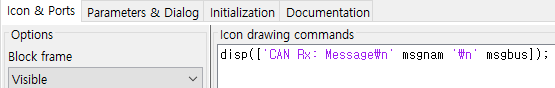 Icon & Ports Parameters & Dialog Initialization Documentation
Options
Icon drawing commands
Block frame
disp(['CAN Rx: Message₩n' msgnam '₩n' msgbus]);
Visible